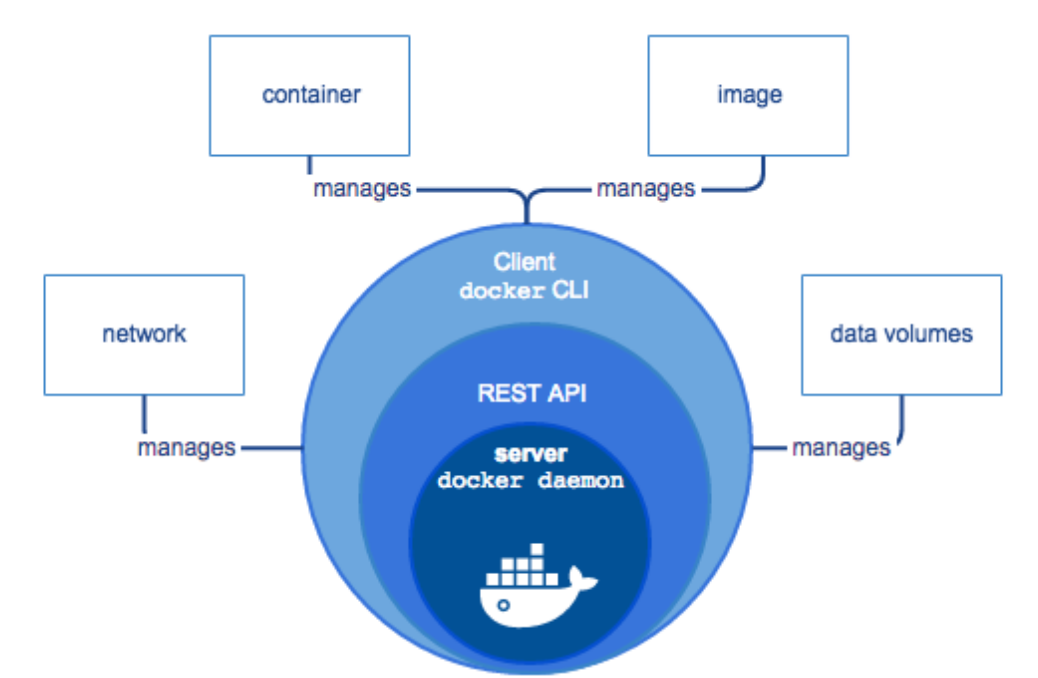 container
image
manages
manages
Client
docker CLI
network
data volumes
REST API
manages
server
docker daemon
manages